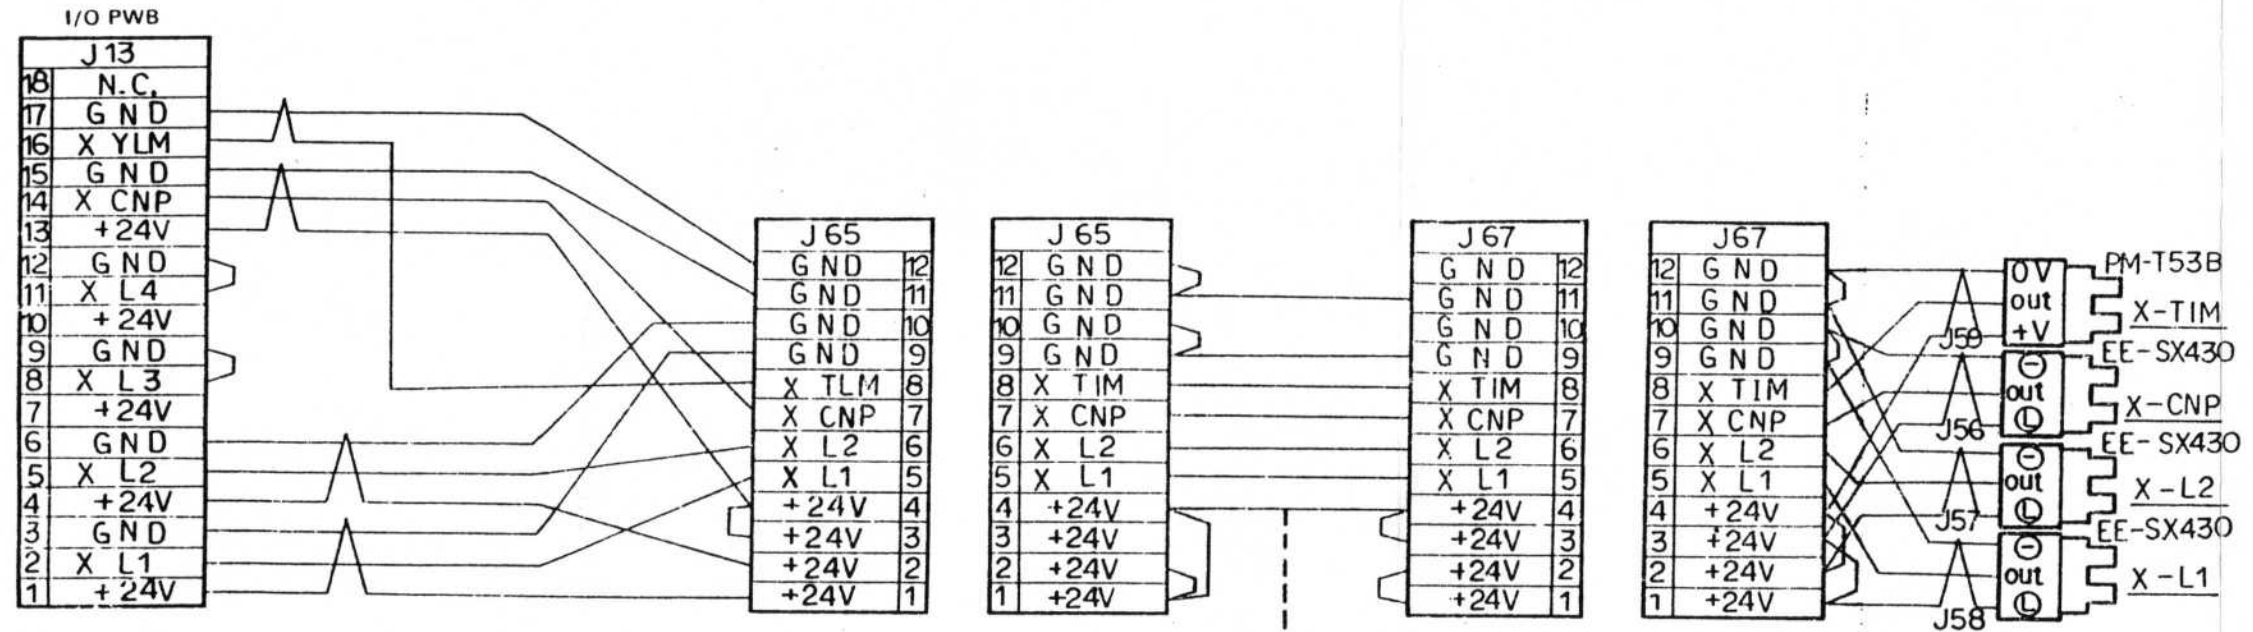 I/O PWB
J13
18 N.C.
17 GND
16 X YLM
15 GND
14 X CNP
13 +24V
12 GND
11 X L4
10 +24V
9 GND
8 X L3
7 +24V
6 GND
5 X L2
4 +24V
3 GND
2 X L1
1 +24V
J65
GND 12
GND 11
GND 10
GND 9
X TLM 8
X CNP 7
X L2 6
X L1 5
+24V 4
+24V 3
+24V 2
+24V 1
J65
12 GND
11 GND
10 GND
9 GND
8 X TIM
7 X CNP
6 X L2
5 X L1
4 +24V
3 +24V
2 +24V
1 +24V
J67
GND 12
GND 11
GND 10
GND 9
X TIM 8
X CNP 7
X L2 6
X L1 5
+24V 4
+24V 3
+24V 2
+24V 1
J67
12 GND
11 GND
10 GND
9 GND
8 X TIM
7 X CNP
6 X L2
5 X L1
4 +24V
3 +24V
2 +24V
1 +24V
0V
out
+V
J59
PM-T53B
X-TIM
⊖
out
Ⓛ
J56
EE-SX430
X-CNP
⊖
out
Ⓛ
J57
EE-SX430
X-L2
⊖
out
Ⓛ
J58
EE-SX430
X-L1